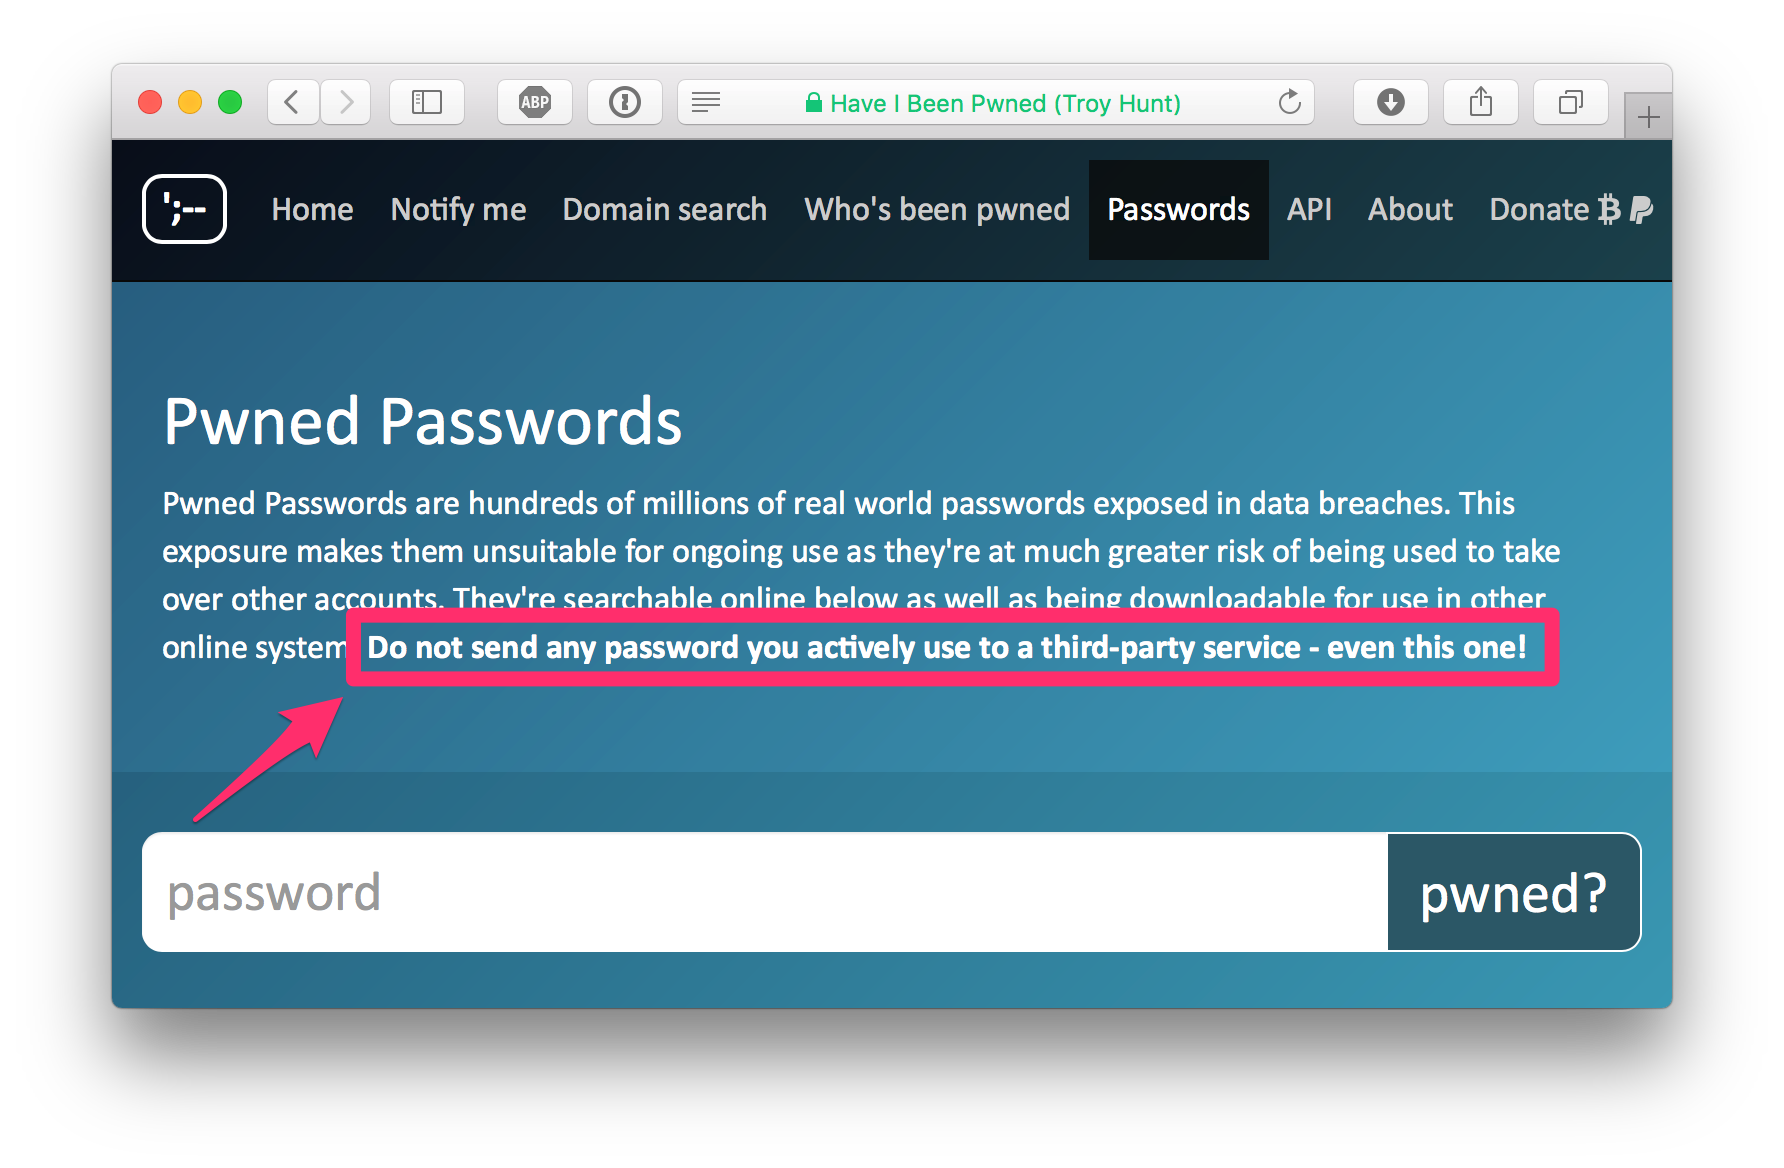 ABP
Have I Been Pwned (Troy Hunt)
';--
Home Notify me Domain search Who's been pwned Passwords API About Donate
Pwned Passwords
Pwned Passwords are hundreds of millions of real world passwords exposed in data breaches. This
exposure makes them unsuitable for ongoing use as they're at much greater risk of being used to take
over other accounts. They're searchable online below as well as being downloadable for use in other
online system Do not send any password you actively use to a third-party service - even this one!
password
pwned?